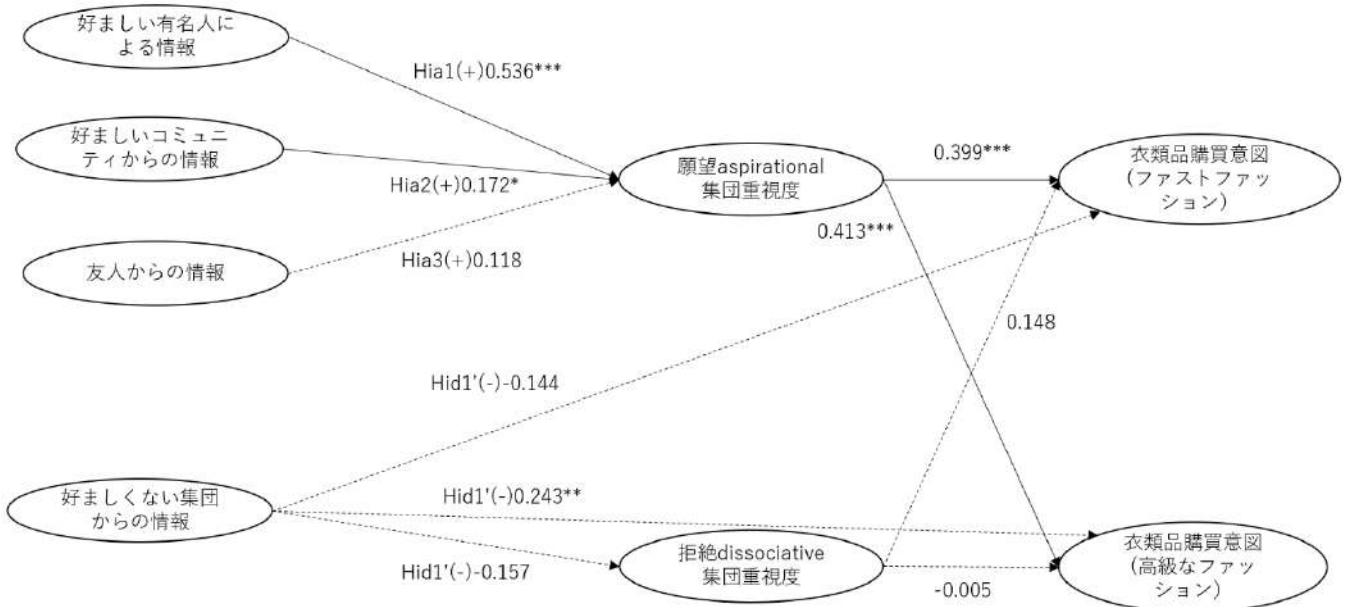 好ましい有名人に
よる情報
Hia1(+)0.536***
好ましいコミュニ
ティからの情報
Hia2(+)0.172*
友人からの情報
Hia3(+)0.118
願望aspirational
集団重視度
0.399***
0.413***
衣類品購買意図
(ファストファッ
ション)
0.148
Hid1’(-)-0.144
好ましくない集団
からの情報
Hid1’(-)0.243**
Hid1’(-)-0.157
拒絶dissociative
集団重視度
-0.005
衣類品購買意図
(高級なファッ
ション)